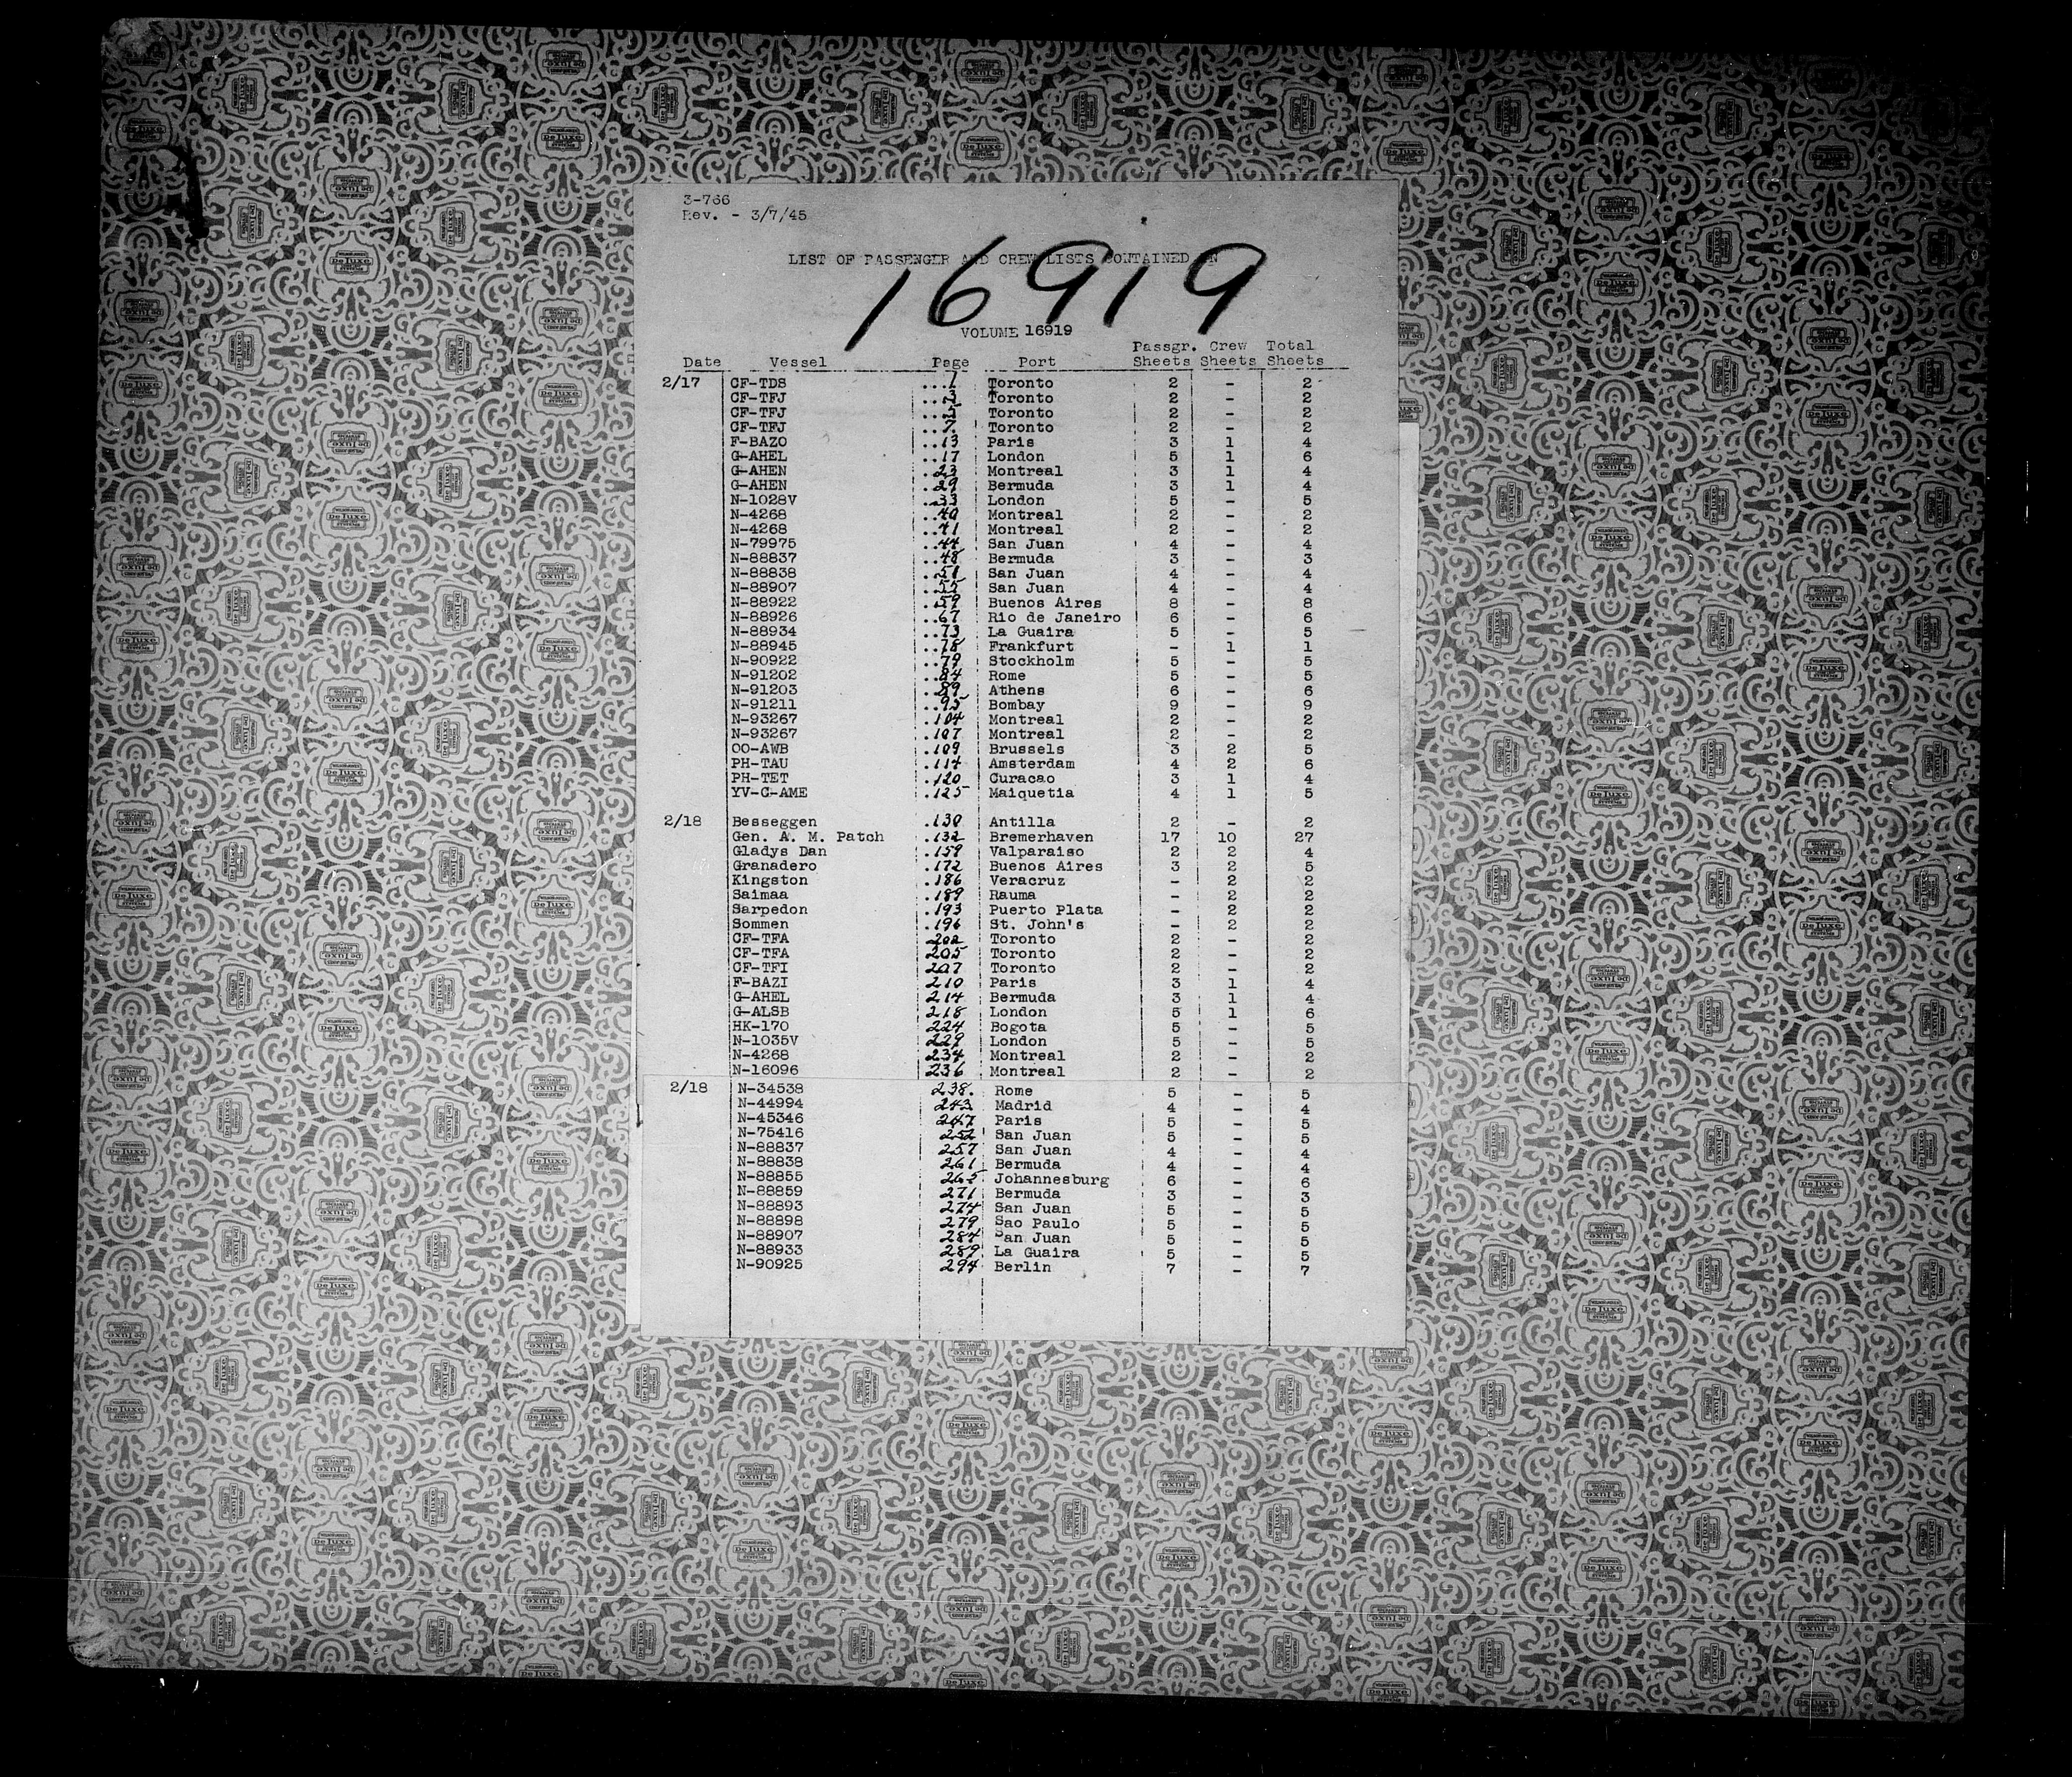 3-766
Rev. - 3/7/45
LIST OF PASSENGER AND CREW LISTS CONTAINED IN
16919
VOLUME 16919
Date Vessel Page Port Passgr. Sheets Crew Sheets Total Sheets
2/17 CF-TDS ...1 Toronto 2 - 2
CF-TFJ ... Toronto 2 - 2
CF-TFJ ...5 Toronto 2 - 2
CF-TFJ ...7 Toronto 2 - 2
F-BAZO ..13 Paris 3 1 4
G-AHEL ..17 London 5 1 6
G-AHEN ..23 Montreal 3 1 4
G-AHEN ..29 Bermuda 3 1 4
N-1028V ..33 London 5 - 5
N-4268 ..40 Montreal 2 - 2
N-4268 ..41 Montreal 2 - 2
N-79975 ..44 San Juan 4 - 4
N-88837 ..48 Bermuda 3 - 3
N-88838 ..51 San Juan 4 - 4
N-88907 ..55 San Juan 4 - 4
N-88922 ..59 Buenos Aires 8 - 8
N-88926 ..67 Rio de Janeiro 6 - 6
N-88934 ..73 La Guaira 5 - 5
N-88945 ..78 Frankfurt - 1 1
N-90922 ..79 Stockholm 5 - 5
N-91202 ..84 Rome 5 - 5
N-91203 ..89 Athens 6 - 6
N-91211 ..95 Bombay 9 - 9
N-93267 .104 Montreal 2 - 2
N-93267 .107 Montreal 2 - 2
OO-AWB .109 Brussels 3 2 5
PH-TAU .114 Amsterdam 4 2 6
PH-TET .120 Curacao 3 1 4
YV-C-AME .125 Maiquetia 4 1 5
2/18 Besseggen .130 Antilla 2 - 2
Gen. A. M. Patch .132 Bremerhaven 17 10 27
Gladys Dan .159 Valparaiso 2 2 4
Granadero .172 Buenos Aires 3 2 5
Kingston .186 Veracruz - 2 2
Saimaa .189 Rauma - 2 2
Sarpedon .193 Puerto Plata - 2 2
Sommen .196 St. John's - 2 2
CF-TFA 202 Toronto 2 - 2
CF-TFA 205 Toronto 2 - 2
CF-TFI 207 Toronto 2 - 2
F-BAZI 210 Paris 3 1 4
G-AHEL 214 Bermuda 3 1 4
G-ALSB 218 London 5 1 6
HK-170 224 Bogota 5 - 5
N-1035V 229 London 5 - 5
N-4268 234 Montreal 2 - 2
N-16096 236 Montreal 2 - 2
2/18 N-34538 238. Rome 5 - 5
N-44994 243 Madrid 4 - 4
N-45346 247 Paris 5 - 5
N-75416 252 San Juan 5 - 5
N-88837 257 San Juan 4 - 4
N-88838 261 Bermuda 4 - 4
N-88855 265 Johannesburg 6 - 6
N-88859 271 Bermuda 3 - 3
N-88893 274 San Juan 5 - 5
N-88898 279 Sao Paulo 5 - 5
N-88907 284 San Juan 5 - 5
N-88933 289 La Guaira 5 - 5
N-90925 294 Berlin 7 - 7